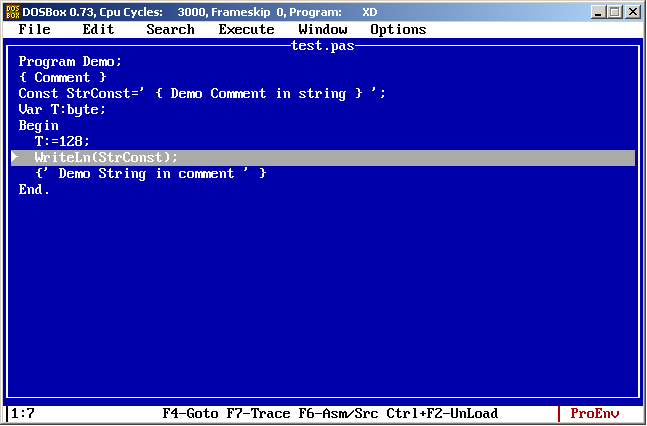 DOS BOX DOSBox 0.73, Cpu Cycles: 3000, Frameskip 0, Program: XD
File Edit Search Execute Window Options
test.pas
Program Demo;
{ Comment }
Const StrConst=' { Demo Comment in string } ';
Var T:byte;
Begin
T:=128;
WriteLn(StrConst);
{' Demo String in comment ' }
End.
1:7 F4-Goto F7-Trace F6-Asm/Src Ctrl+F2-UnLoad ProEnv